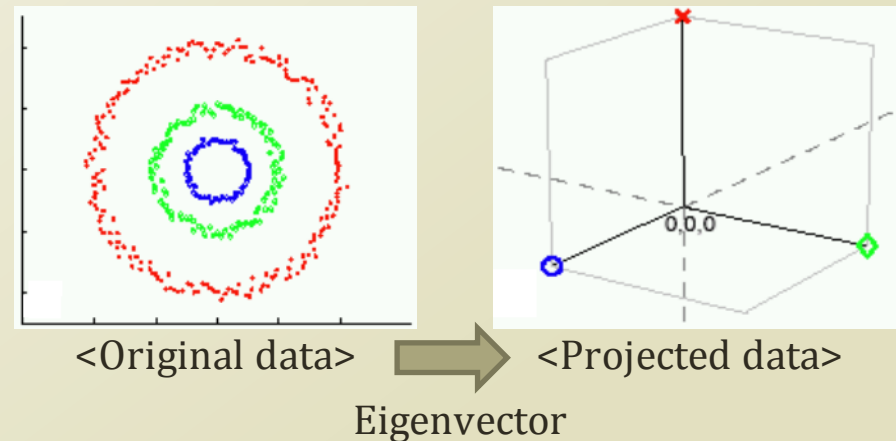 0,0,0
<Original data>
<Projected data>
Eigenvector